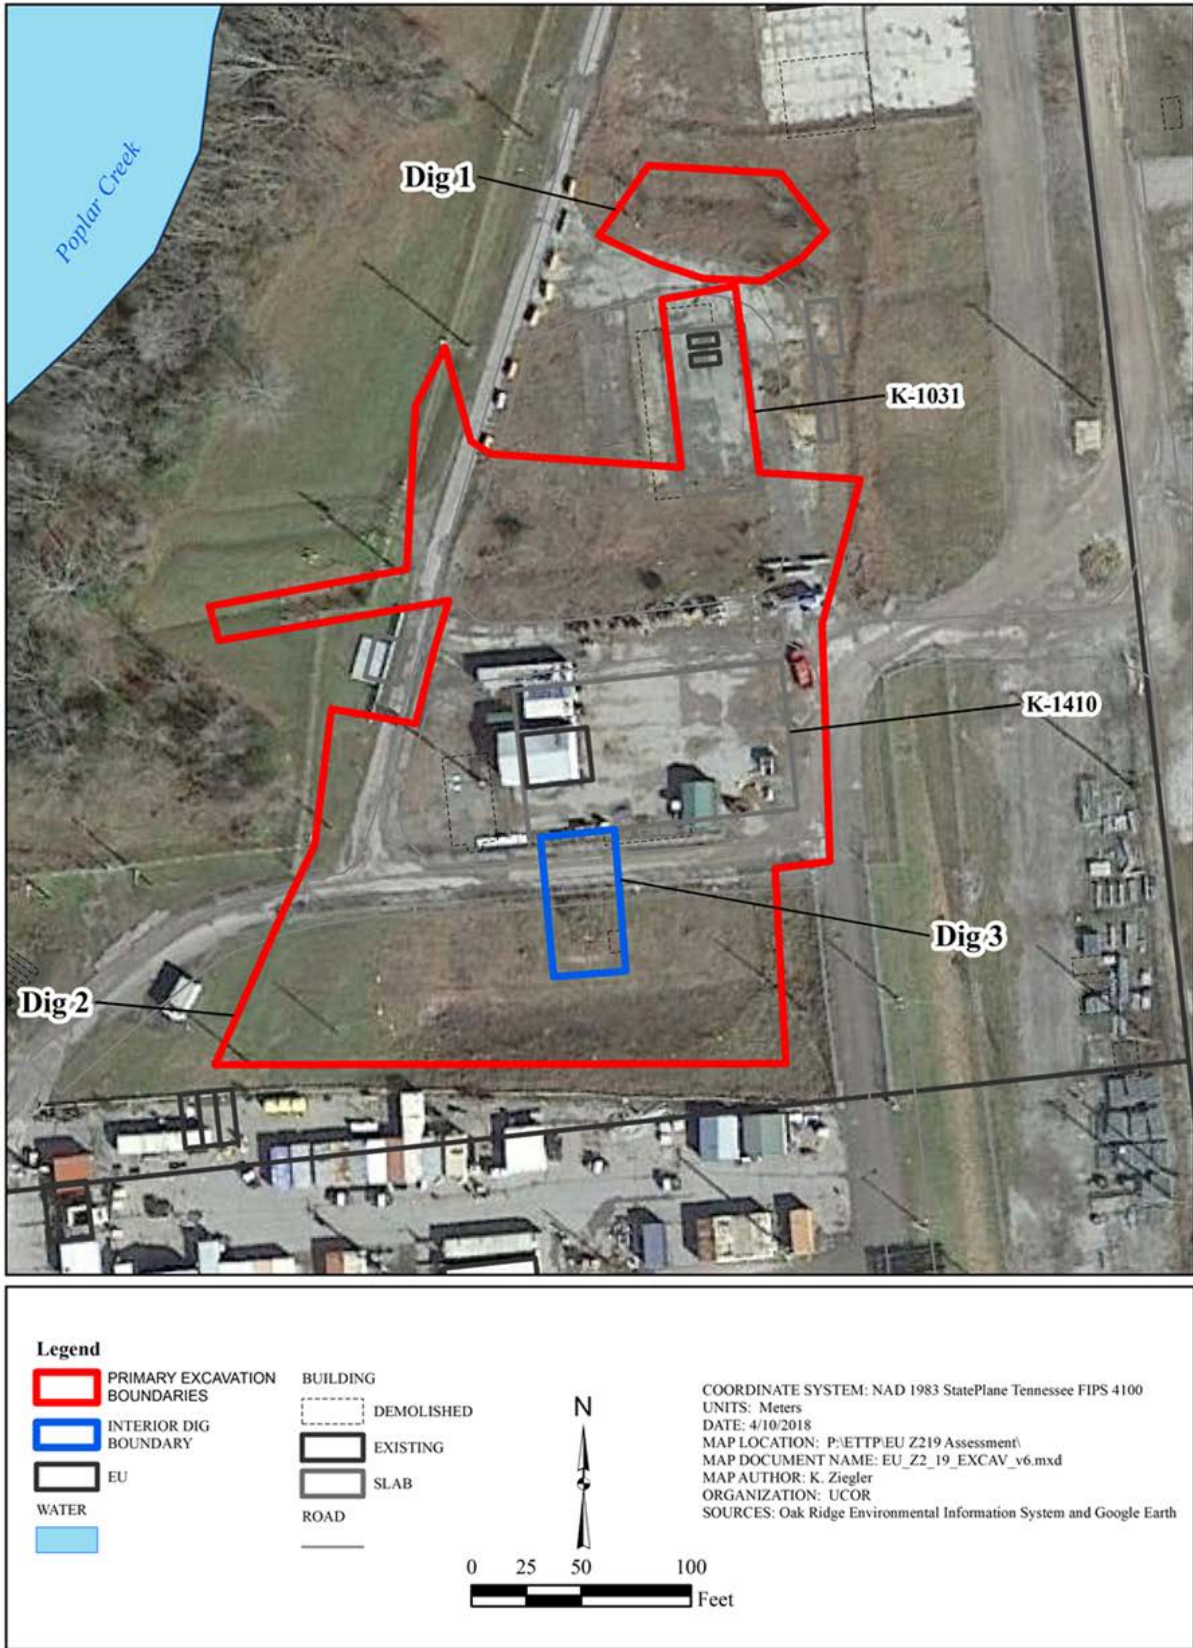 Poplar Creek
Dig 1
K-1031
K-1410
Dig 3
Dig 2
Legend
PRIMARY EXCAVATION
BOUNDARIES
INTERIOR DIG
BOUNDARY
EU
WATER
BUILDING
DEMOLISHED
EXISTING
SLAB
ROAD
N
0 25 50 100
Feet
COORDINATE SYSTEM: NAD 1983 StatePlane Tennessee FIPS 4100
UNITS: Meters
DATE: 4/10/2018
MAP LOCATION: P:\ETTP\EU Z219 Assessment\
MAP DOCUMENT NAME: EU_Z2_19_EXCAV_v6.mxd
MAP AUTHOR: K. Ziegler
ORGANIZATION: UCOR
SOURCES: Oak Ridge Environmental Information System and Google Earth